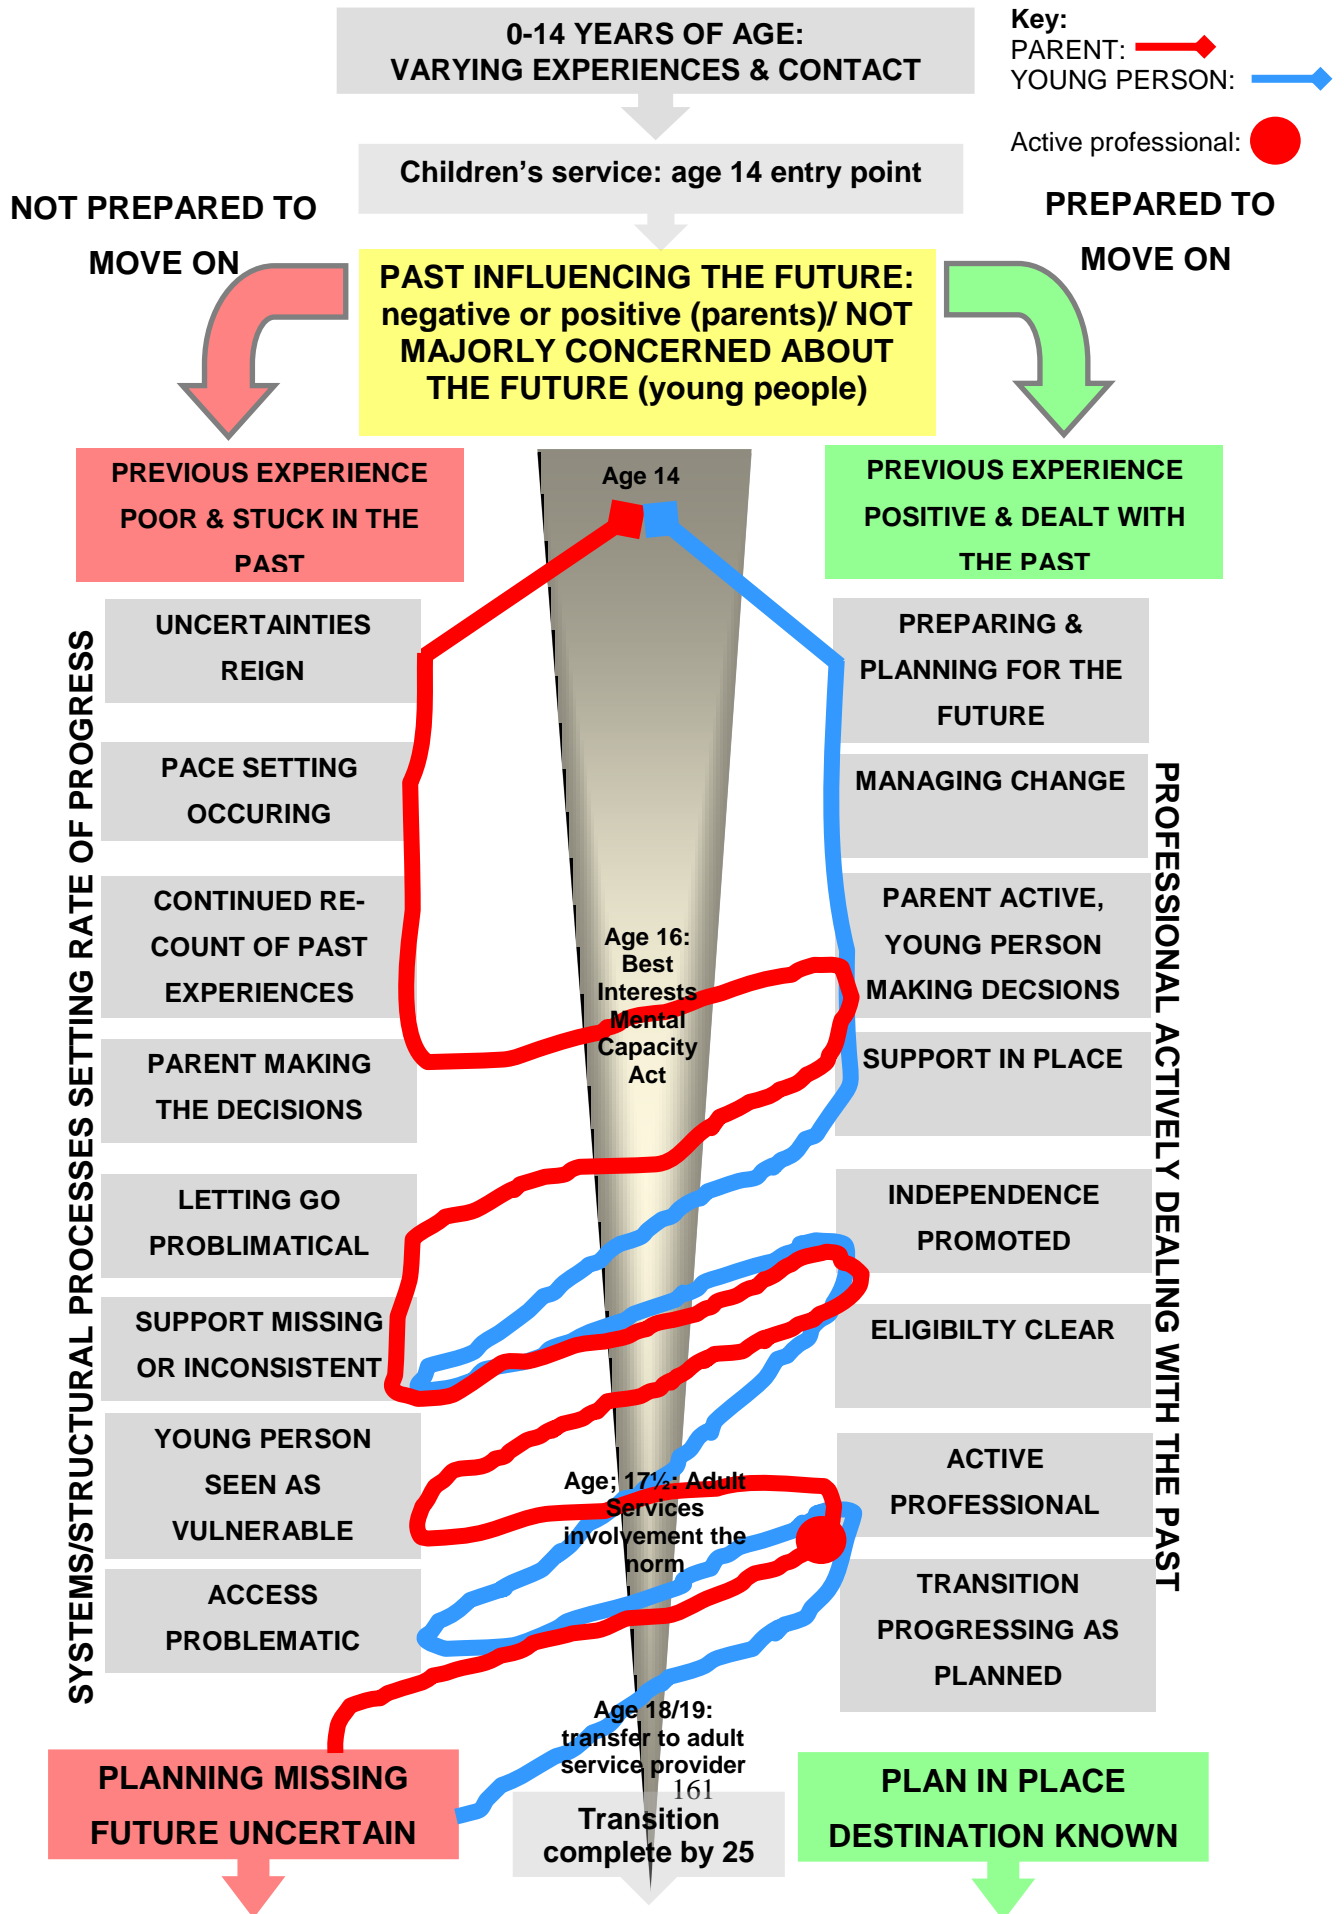 0-14 YEARS OF AGE:
VARYING EXPERIENCES & CONTACT
Key:
PARENT:
YOUNG PERSON:
Active professional:
Children's service: age 14 entry point
NOT PREPARED TO
MOVE ON
PREPARED TO
MOVE ON
PAST INFLUENCING THE FUTURE:
negative or positive (parents)/ NOT
MAJORLY CONCERNED ABOUT
THE FUTURE (young people)
PREVIOUS EXPERIENCE
POOR & STUCK IN THE
PAST
Age 14
PREVIOUS EXPERIENCE
POSITIVE & DEALT WITH
THE PAST
SYSTEMS/STRUCTURAL PROCESSES SETTING RATE OF PROGRESS
UNCERTAINTIES
REIGN
PACE SETTING
OCCURING
CONTINUED RE-
COUNT OF PAST
EXPERIENCES
PARENT MAKING
THE DECISIONS
LETTING GO
PROBLIMATICAL
SUPPORT MISSING
OR INCONSISTENT
YOUNG PERSON
SEEN AS
VULNERABLE
ACCESS
PROBLEMATIC
Age 16:
Best
Interests
Mental
Capacity
Act
Age; 17½: Adult
Services
involvement the
norm
Age 18/19:
transfer to adult
service provider
PREPARING &
PLANNING FOR THE
FUTURE
MANAGING CHANGE
PARENT ACTIVE,
YOUNG PERSON
MAKING DECSIONS
SUPPORT IN PLACE
INDEPENDENCE
PROMOTED
ELIGIBILTY CLEAR
ACTIVE
PROFESSIONAL
TRANSITION
PROGRESSING AS
PLANNED
PROFESSIONAL ACTIVELY DEALING WITH THE PAST
PLANNING MISSING
FUTURE UNCERTAIN
161
Transition
complete by 25
PLAN IN PLACE
DESTINATION KNOWN